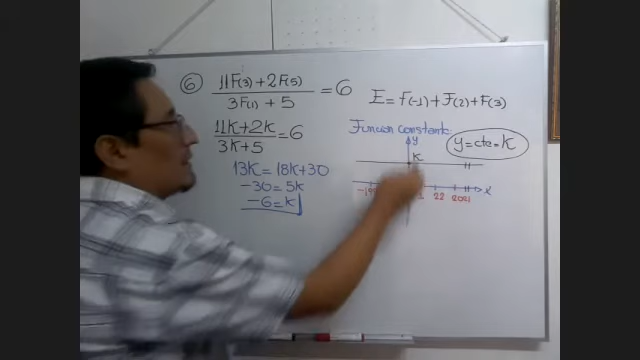 6
11F(3)+2F(5)
3F(1)+5
=6
E=F(-1)+F(2)+F(3)
11K+2K
3K+5
=6
13K=18K+30
-30=5K
-6=K
Funcion constante:
y
y=cte=K
K
x
22 2021